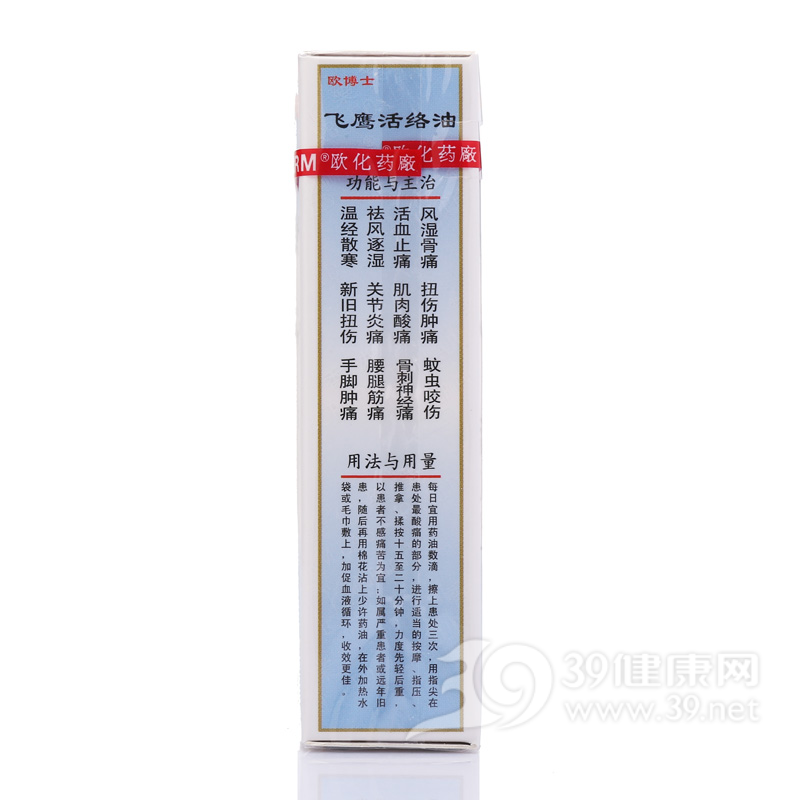 欧博士
飞鹰活络油
RM®欧化药廠
®欧化药廠
功能与主治
风湿骨痛
活血止痛
祛风逐湿
温经散寒
扭伤肿痛
肌肉酸痛
关节炎痛
新旧扭伤
蚊虫咬伤
骨刺神经痛
腰腿筋痛
手脚肿痛
用法与用量
每日宜用药油数滴，擦上患处三次，用指尖在
患处最酸痛的部分，进行适当的按摩、指压、
推拿、揉按十五至二十分钟，力度先轻后重，
以患者不感痛苦为宜；如属严重患者或远年旧
患，随后再用棉花沾上少许药油，在外加热水
袋或毛巾敷上，加促血液循环，收效更佳。
39健康网
www.39.net